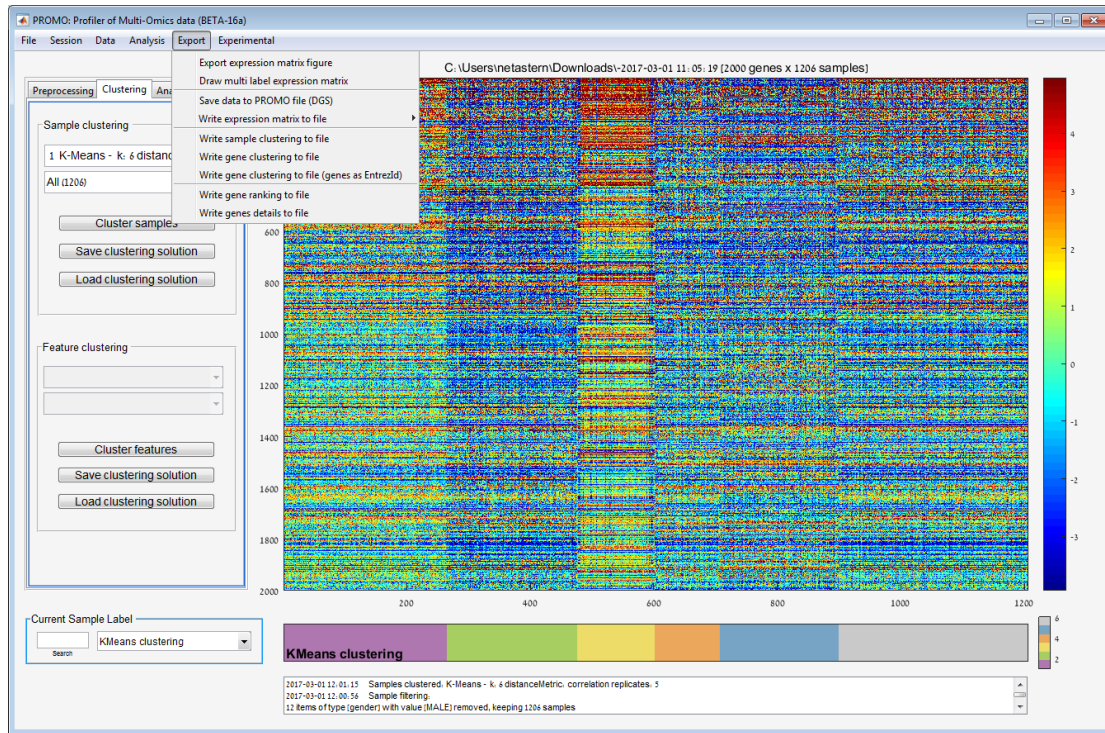 PROMO: Profiler of Multi-Omics data (BETA-16a)
File Session Data Analysis Export Experimental
Export expression matrix figure
Draw multi label expression matrix
Save data to PROMO file (DGS)
Write expression matrix to file
Write sample clustering to file
Write gene clustering to file
Write gene clustering to file (genes as EntrezId)
Write gene ranking to file
Write genes details to file
C:\Users\netastern\Downloads\-2017-03-01 11:05:19 [2000 genes x 1206 samples]
Preprocessing Clustering Ana
Sample clustering
1 K-Means - k: 6 distanc
All (1206)
Cluster samples
Save clustering solution
Load clustering solution
Feature clustering
Cluster features
Save clustering solution
Load clustering solution
600
800
1000
1200
1400
1600
1800
2000
200 400 600 800 1000 1200
4
3
2
1
0
-1
-2
-3
Current Sample Label
Search
KMeans clustering
KMeans clustering
6
4
2
2017-03-01 12:01:15 Samples clustered: K-Means - k: 6 distanceMetric: correlation replicates: 5
2017-03-01 12:00:56 Sample filtering:
12 items of type [gender] with value [MALE] removed, keeping 1206 samples